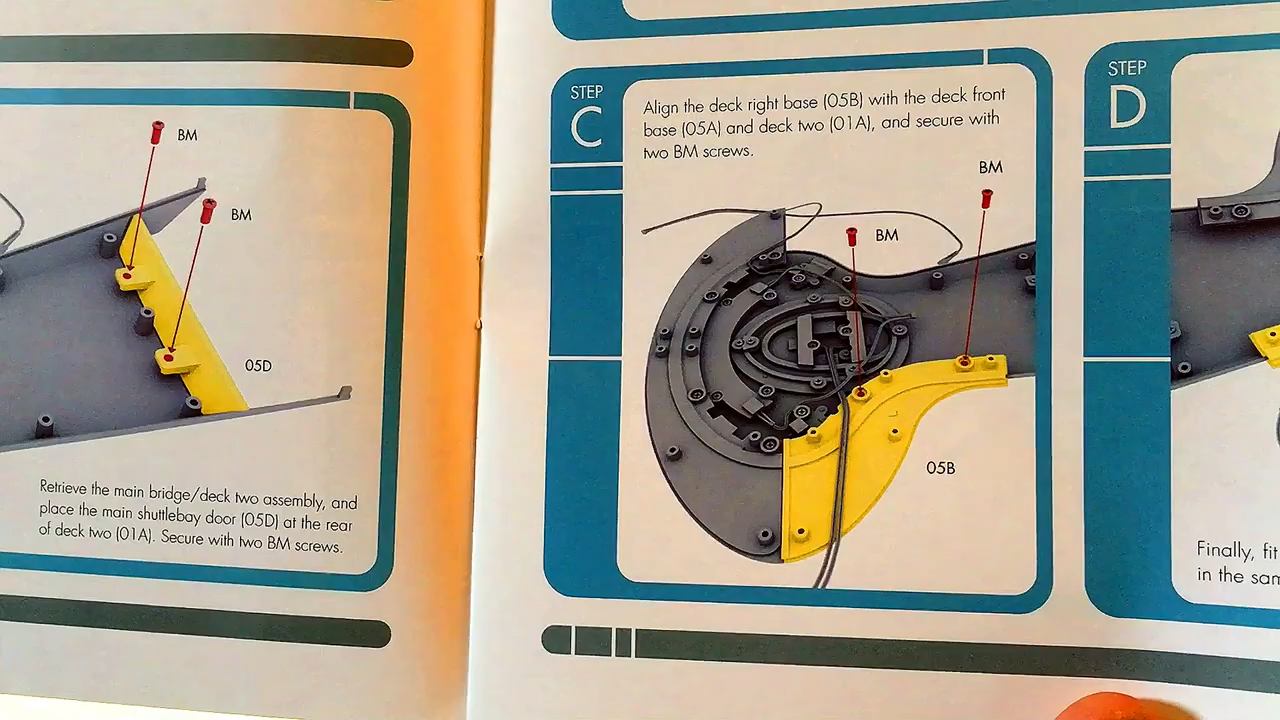 BM
BM
05D
Retrieve the main bridge/deck two assembly, and
place the main shuttlebay door (05D) at the rear
of deck two (01A). Secure with two BM screws.
STEP
C
Align the deck right base (05B) with the deck front
base (05A) and deck two (01A), and secure with
two BM screws.
BM
BM
05B
STEP
D
Finally, fit
in the